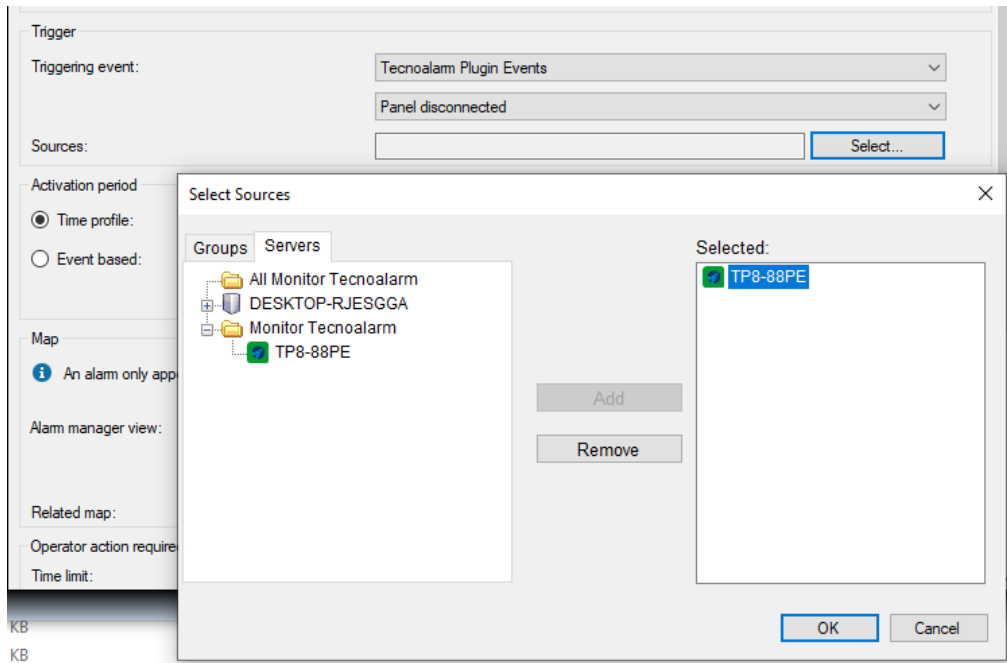 Trigger
Triggering event:
Tecnoalarm Plugin Events
Panel disconnected
Sources:
Select...
Activation period
Time profile:
Event based:
Map
An alarm only appe
Alarm manager view:
Related map:
Operator action require
Time limit:
KB
KB
Select Sources
Groups
Servers
All Monitor Tecnoalarm
DESKTOP-RJESGGA
Monitor Tecnoalarm
TP8-88PE
Add
Remove
Selected:
TP8-88PE
OK
Cancel